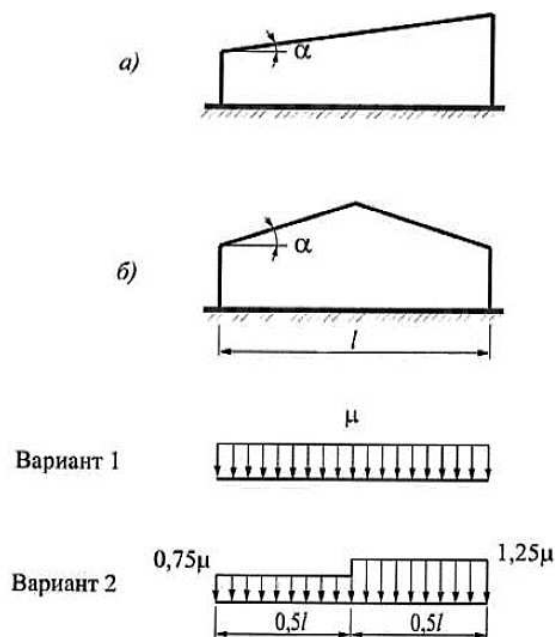 а)
α
б)
α
l
μ
Вариант 1
0,75μ
1,25μ
Вариант 2
0,5l
0,5l